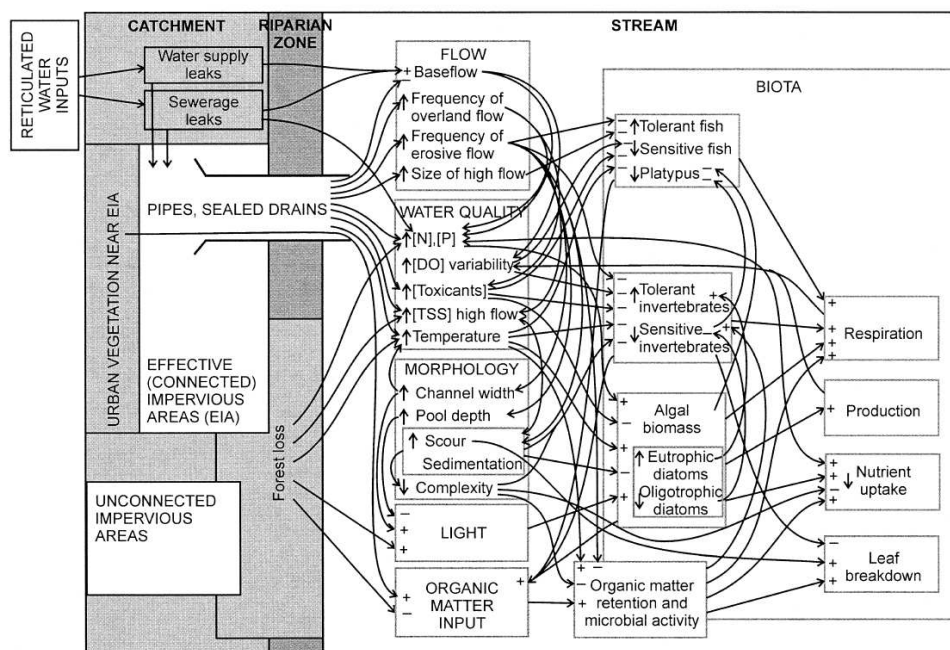 CATCHMENT
RIPARIAN
ZONE
STREAM
RETICULATED
WATER
INPUTS
Water supply
leaks
Sewerage
leaks
URBAN VEGETATION NEAR EIA
PIPES, SEALED DRAINS
EFFECTIVE
(CONNECTED)
IMPERVIOUS
AREAS (EIA)
UNCONNECTED
IMPERVIOUS
AREAS
Forest loss
FLOW
+ Baseflow
−
↑ Frequency of
overland flow
↑ Frequency of
erosive flow
↑ Size of high flow
WATER QUALITY
↑ [N],[P]
↑ [DO] variability
↑ [Toxicants]
↑ [TSS] high flow
↑ Temperature
MORPHOLOGY
↑ Channel width
↑ Pool depth
↑ Scour
Sedimentation
↓ Complexity
−
+ LIGHT
+
+
ORGANIC
+ MATTER
− INPUT
BIOTA
− ↑ Tolerant fish
−
− ↓ Sensitive fish
− ↓ Platypus −
−
−
− ↑ Tolerant
invertebrates +
− ↓ Sensitive −
− invertebrates +
+ Algal
− biomass
+ ↑ Eutrophic
diatoms
−
+ ↓ Oligotrophic
diatoms
+ −
− Organic matter
+ retention and
microbial activity
+
+ Respiration
+
+
+ Production
+
+ ↓ Nutrient
− uptake
+
−
+ Leaf
+ breakdown